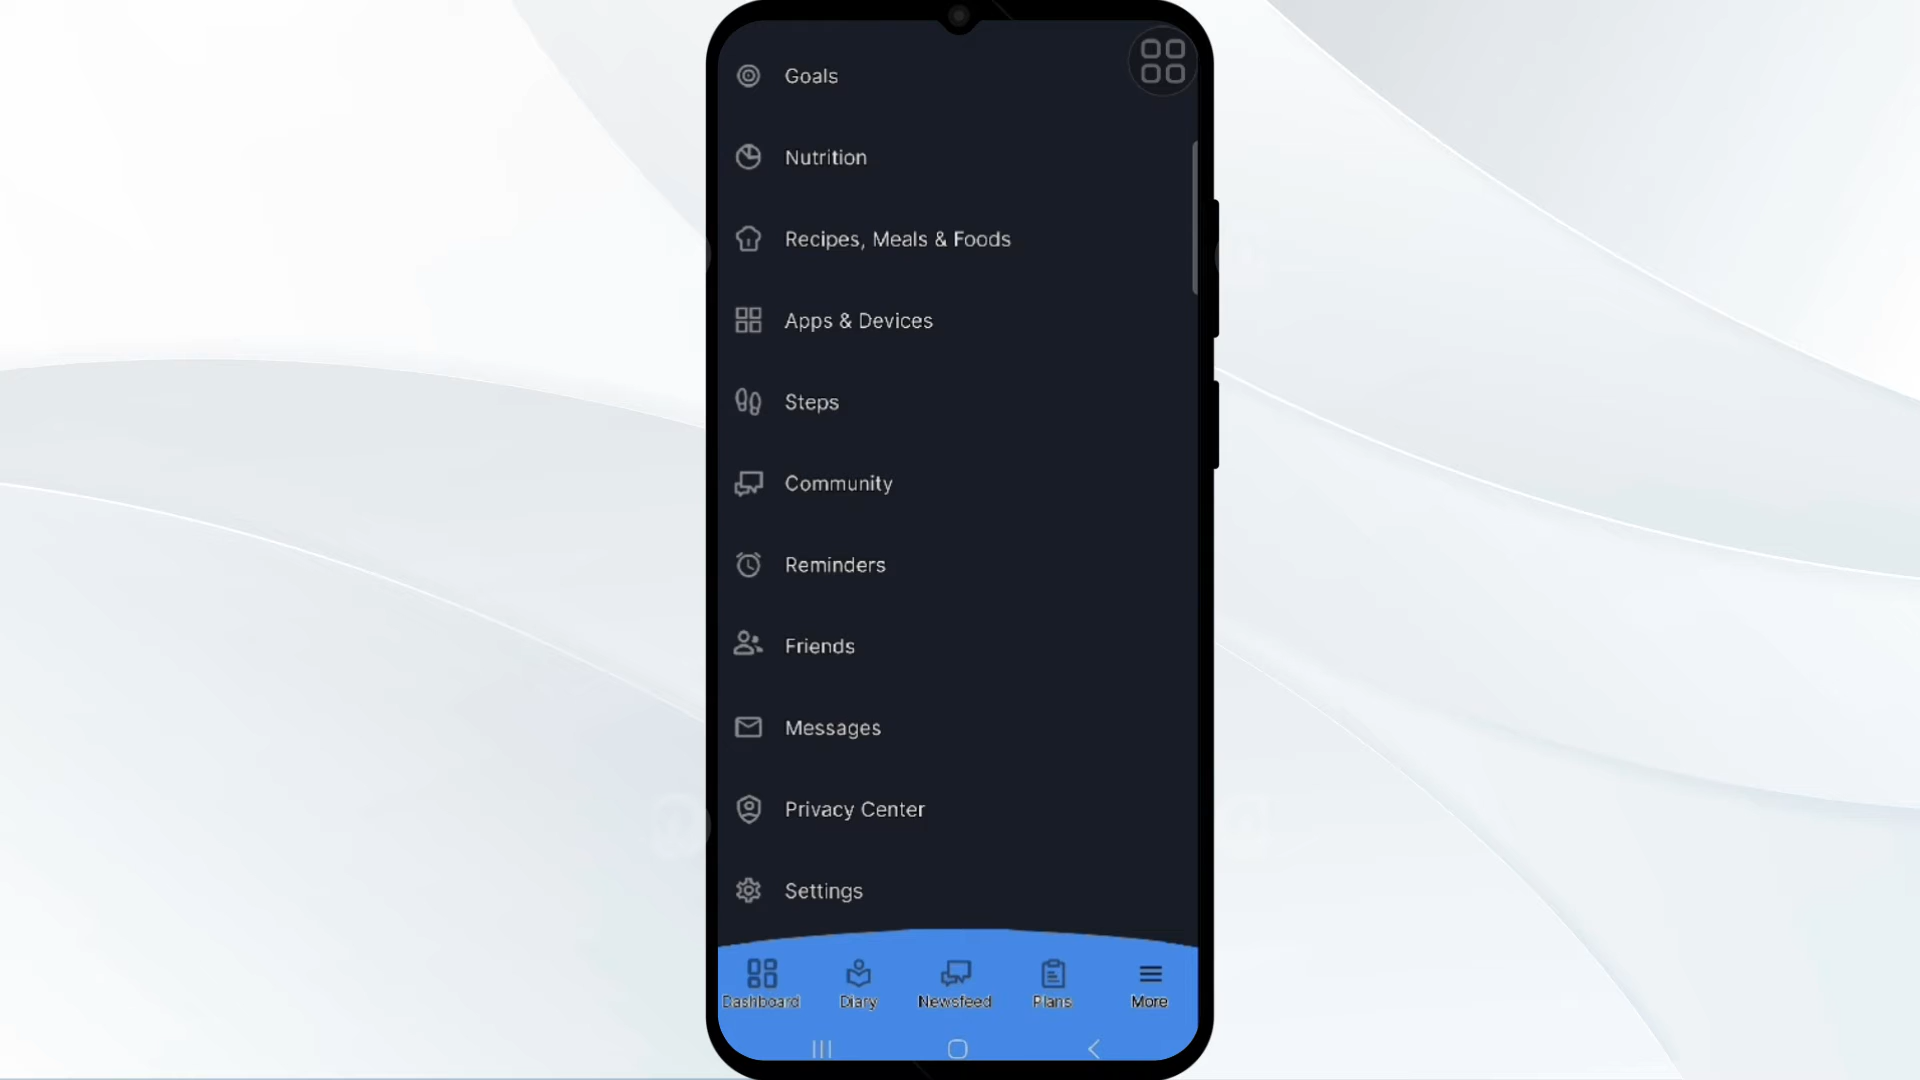 Goals
Nutrition
Recipes, Meals & Foods
Apps & Devices
Steps
Community
Reminders
Friends
Messages
Privacy Center
Settings
Dashboard Diary Newsfeed Plans More